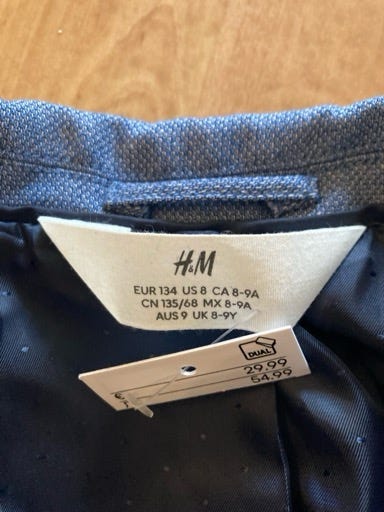 H&M
EUR 134 US 8 CA 8-9A
CN 135/68 MX 8-9A
AUS 9 UK 8-9Y
DUAL
29.99
54.99